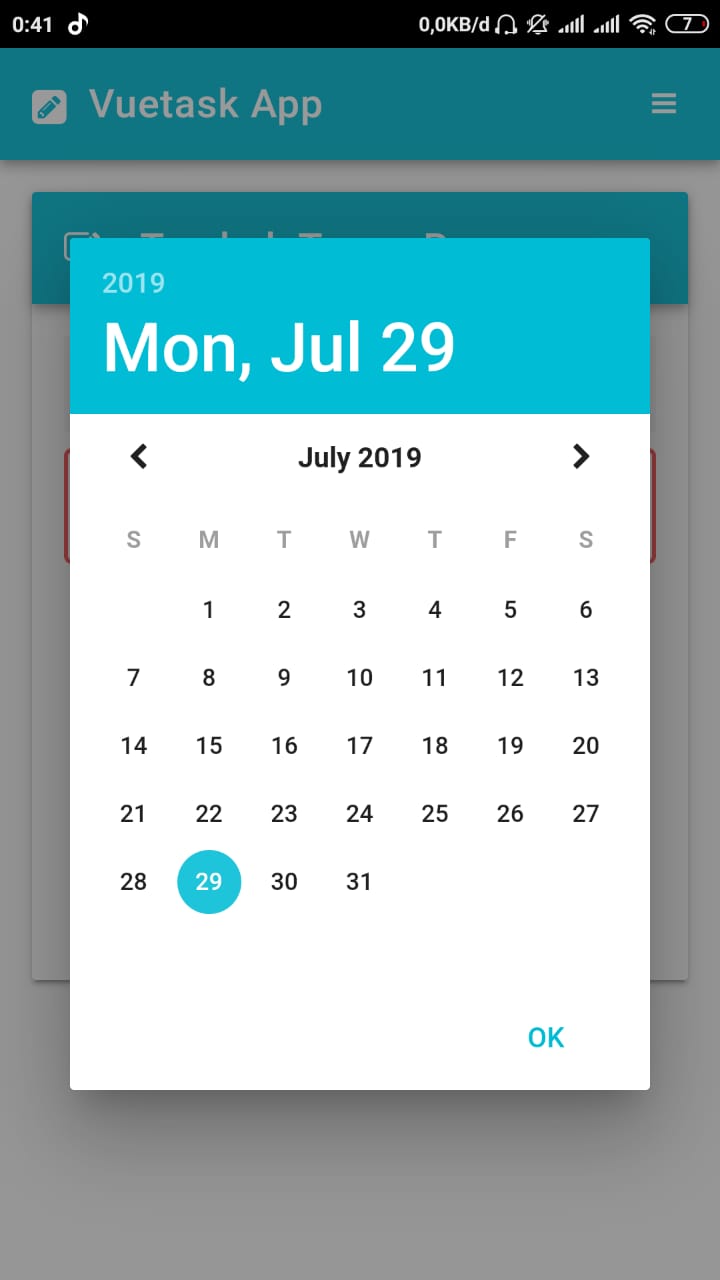 0:41 0,0KB/d 7
Vuetask App
2019
Mon, Jul 29
July 2019
S M T W T F S
1 2 3 4 5 6
7 8 9 10 11 12 13
14 15 16 17 18 19 20
21 22 23 24 25 26 27
28 29 30 31
OK